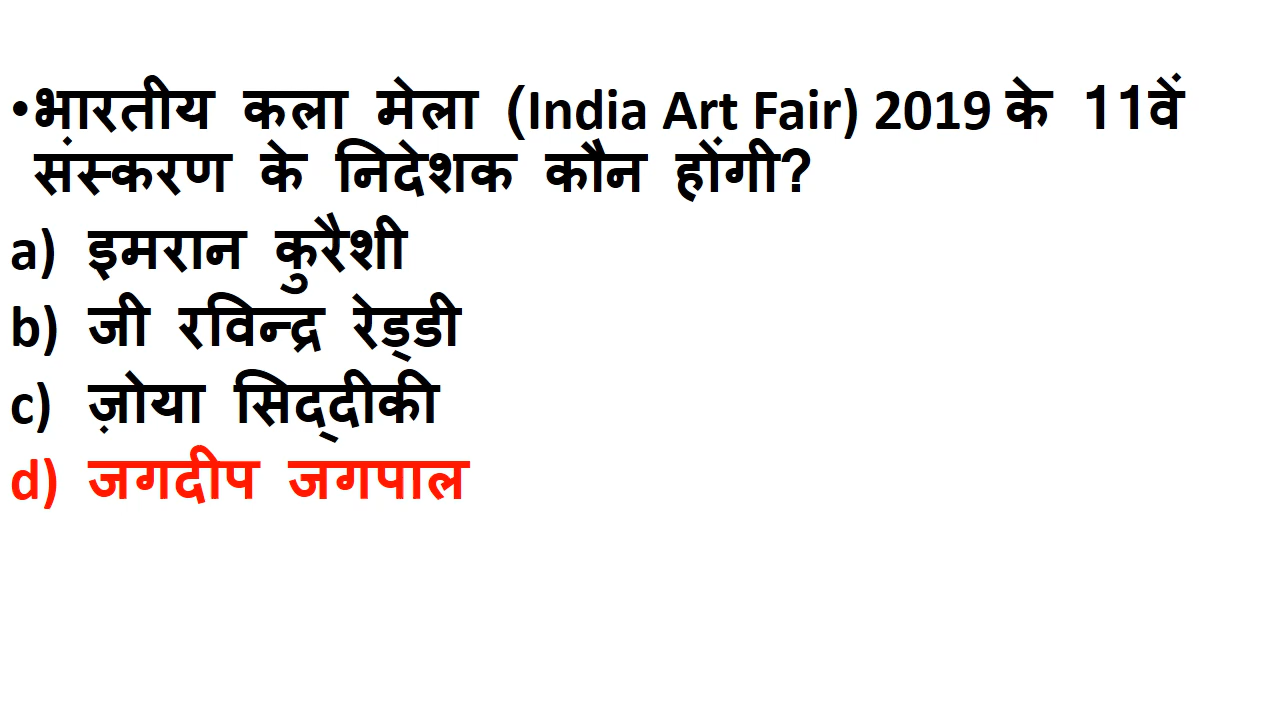 •भारतीय कला मेला (India Art Fair) 2019 के 11वें
संस्करण के निदेशक कौन होंगी?
a) इमरान कुरैशी
b) जी रविन्द्र रेड्डी
c) ज़ोया सिद्दीकी
d) जगदीप जगपाल